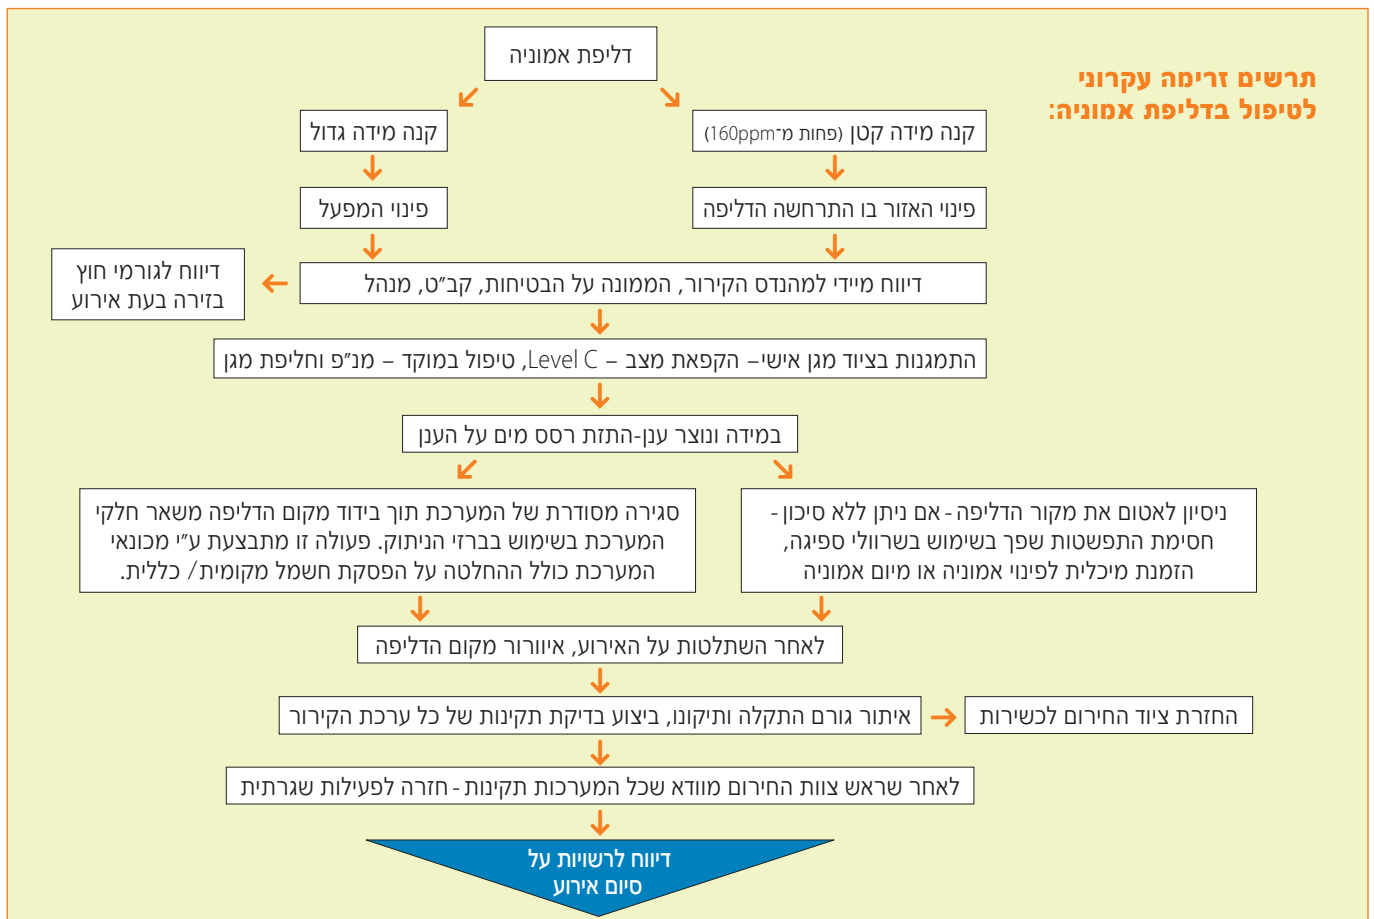 תרשים זרימה עקרוני
לטיפול בדליפת אמוניה:
דליפת אמוניה
קנה מידה קטן (פחות מ־160ppm)
קנה מידה גדול
פינוי האזור בו התרחשה הדליפה
פינוי המפעל
דיווח מיידי למהנדס הקירור, הממונה על הבטיחות, קב״ט, מנהל
דיווח לגורמי חוץ
בזירה בעת אירוע
התמגנות בציוד מגן אישי– הקפאת מצב – Level C, טיפול במוקד – מנ״פ וחליפת מגן
במידה ונוצר ענן-התזת רסס מים על הענן
ניסיון לאטום את מקור הדליפה - אם ניתן ללא סיכון -
חסימת התפשטות שפך בשימוש בשרוולי ספיגה,
הזמנת מיכלית לפינוי אמוניה או מיום אמוניה
סגירה מסודרת של המערכת תוך בידוד מקום הדליפה משאר חלקי
המערכת בשימוש בברזי הניתוק. פעולה זו מתבצעת ע״י מכונאי
המערכת כולל ההחלטה על הפסקת חשמל מקומית/ כללית.
לאחר השתלטות על האירוע, איוורור מקום הדליפה
איתור גורם התקלה ותיקונו, ביצוע בדיקת תקינות של כל ערכת הקירור
החזרת ציוד החירום לכשירות
לאחר שראש צוות החירום מוודא שכל המערכות תקינות - חזרה לפעילות שגרתית
דיווח לרשויות על
סיום אירוע